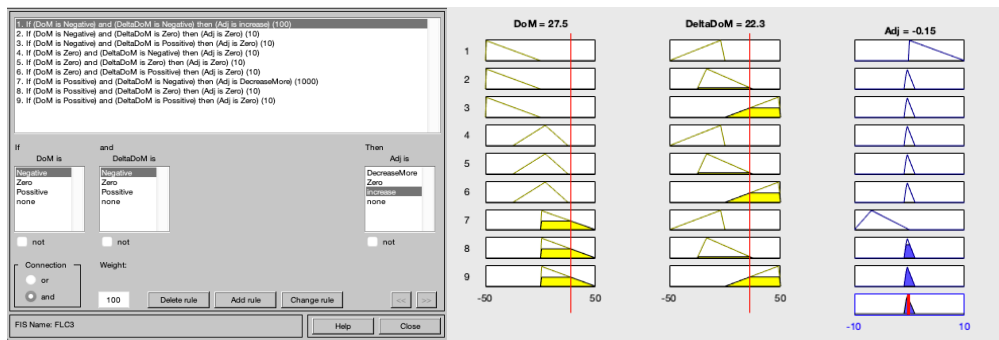 1. If (DoM is Negative) and (DeltaDoM is Negative) then (Adj is increase) (100)
2. If (DoM is Negative) and (DeltaDoM is Zero) then (Adj is Zero) (10)
3. If (DoM is Negative) and (DeltaDoM is Possitive) then (Adj is Zero) (10)
4. If (DoM is Zero) and (DeltaDoM is Negative) then (Adj is Zero) (10)
5. If (DoM is Zero) and (DeltaDoM is Zero) then (Adj is Zero) (10)
6. If (DoM is Zero) and (DeltaDoM is Possitive) then (Adj is Zero) (10)
7. If (DoM is Possitive) and (DeltaDoM is Negative) then (Adj is DecreaseMore) (1000)
8. If (DoM is Possitive) and (DeltaDoM is Zero) then (Adj is Zero) (10)
9. If (DoM is Possitive) and (DeltaDoM is Possitive) then (Adj is Zero) (10)
If and Then
DoM is DeltaDoM is Adj is
Negative Negative DecreaseMore
Zero Zero Zero
Possitive Possitive increase
none none none
not not not
Connection Weight:
or
and 100 Delete rule Add rule Change rule << >>
FIS Name: FLC3 Help Close
DoM = 27.5 DeltaDoM = 22.3 Adj = -0.15
1
2
3
4
5
6
7
8
9
-50 50 -50 50
-10 10